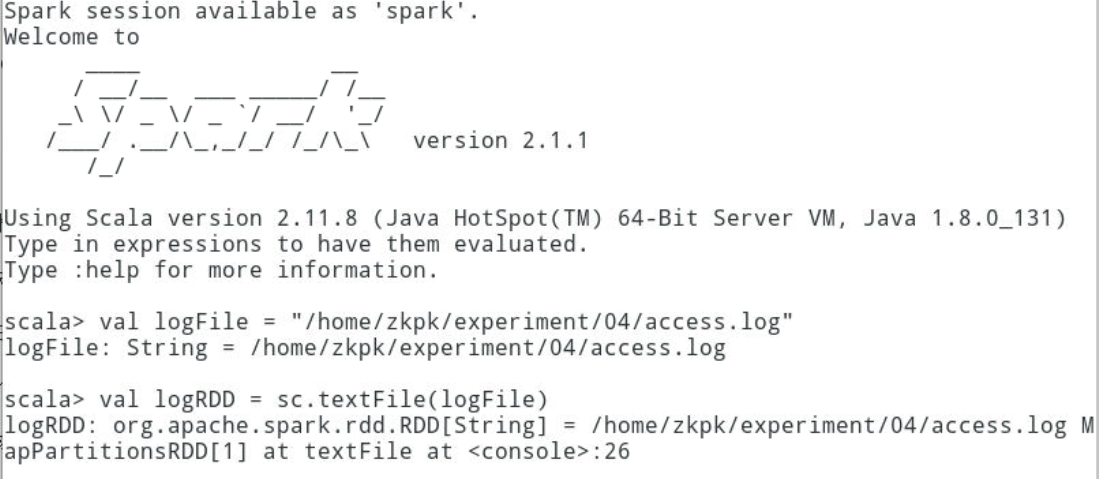 Spark session available as 'spark'.
Welcome to
      ____              __
     / __/__  ___ _____/ /__
    _\ \/ _ \/ _ `/ __/  '_/
   /___/ .__/\_,_/_/ /_/\_\   version 2.1.1
      /_/
Using Scala version 2.11.8 (Java HotSpot(TM) 64-Bit Server VM, Java 1.8.0_131)
Type in expressions to have them evaluated.
Type :help for more information.
scala> val logFile = "/home/zkpk/experiment/04/access.log"
logFile: String = /home/zkpk/experiment/04/access.log
scala> val logRDD = sc.textFile(logFile)
logRDD: org.apache.spark.rdd.RDD[String] = /home/zkpk/experiment/04/access.log M
apPartitionsRDD[1] at textFile at <console>:26